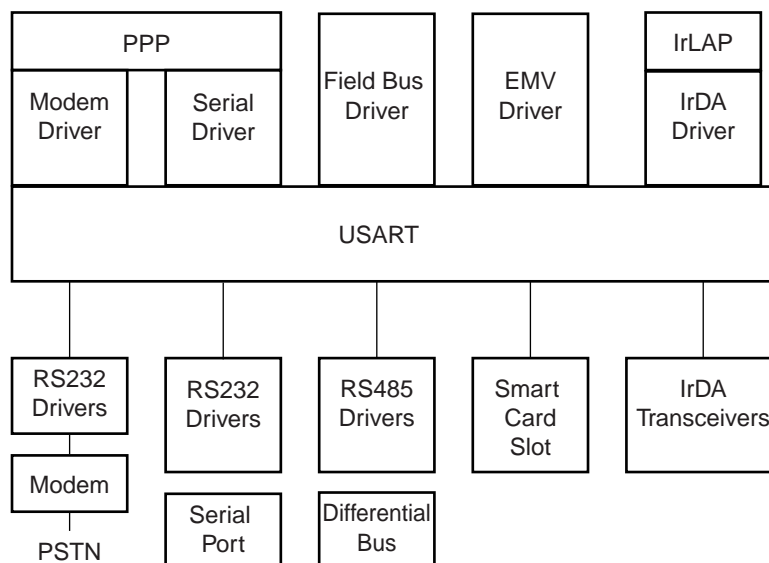 PPP
Modem
Driver
Serial
Driver
Field Bus
Driver
EMV
Driver
IrLAP
IrDA
Driver
USART
RS232
Drivers
Modem
PSTN
RS232
Drivers
Serial
Port
RS485
Drivers
Differential
Bus
Smart
Card
Slot
IrDA
Transceivers